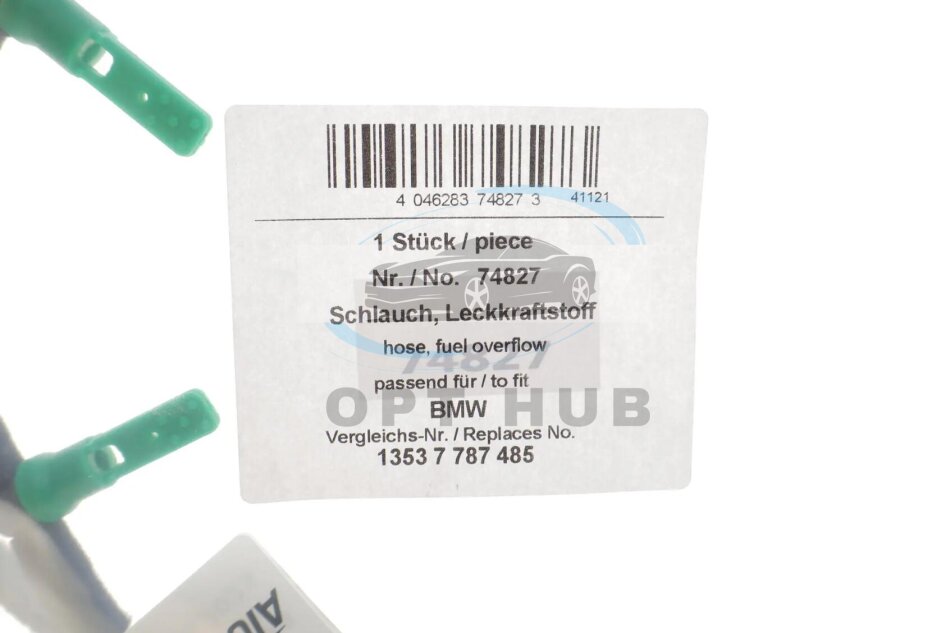 4 046283 74827 3 41121
1 Stück / piece
Nr. / No. 74827
Schlauch, Leckkraftstoff
hose, fuel overflow
74827
passend für / to fit
OPT HUB
BMW
Vergleichs-Nr. / Replaces No.
1353 7 787 485